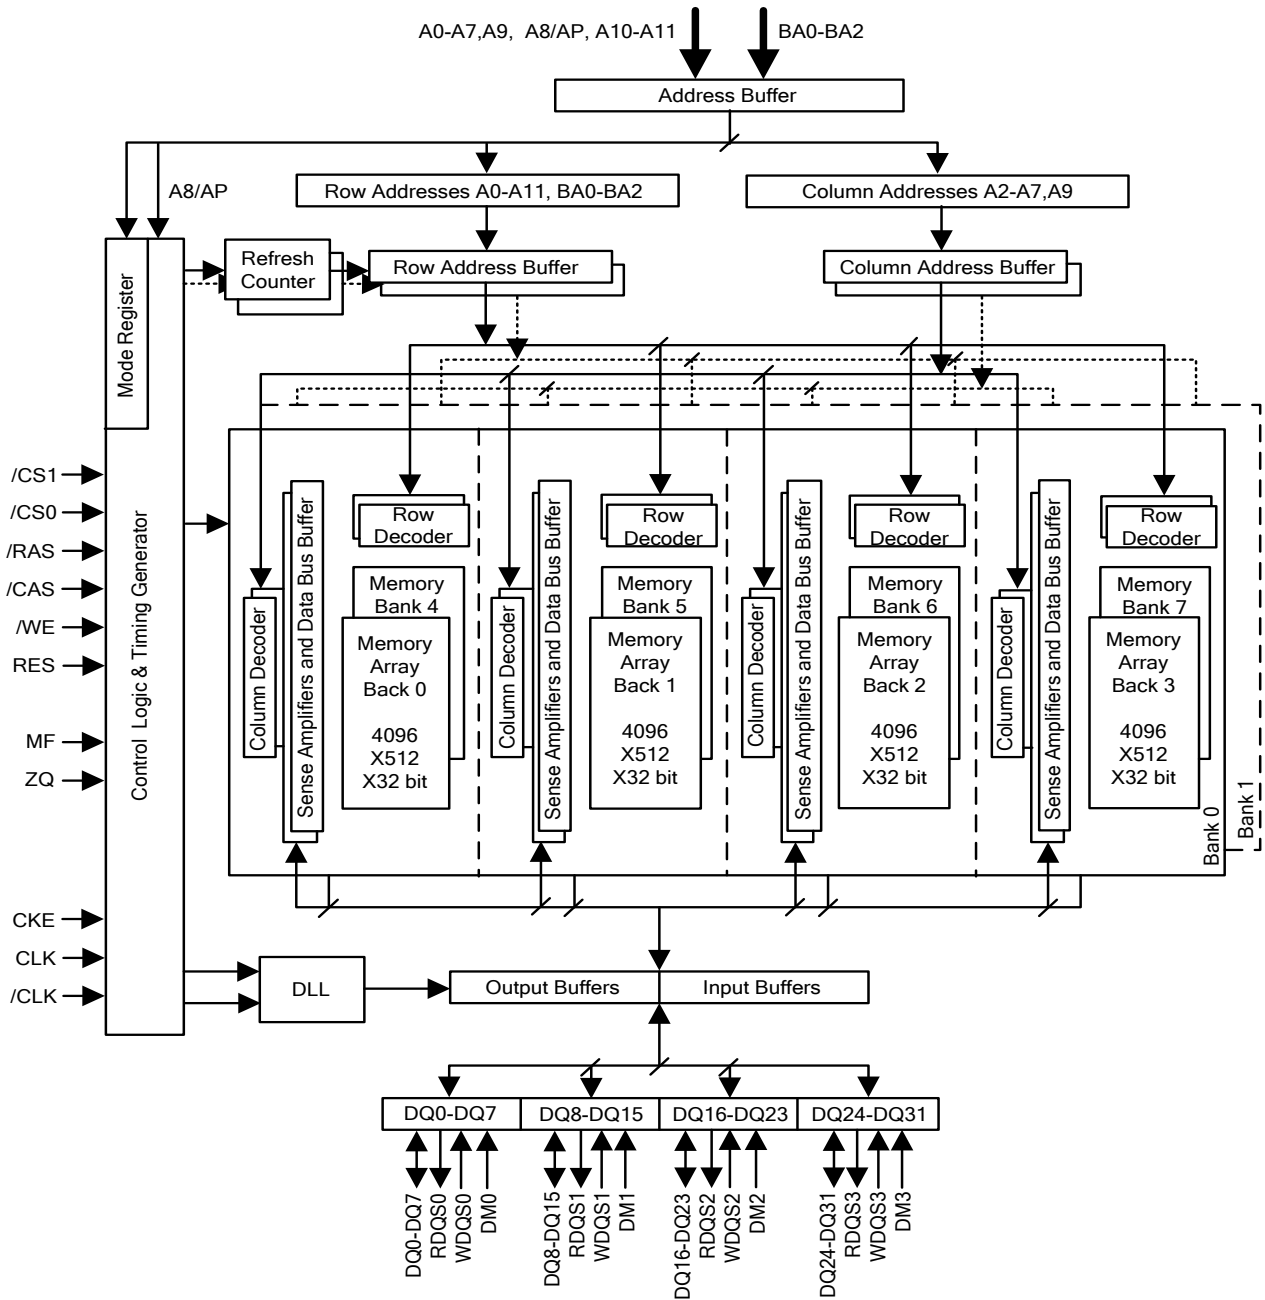 A0-A7,A9, A8/AP, A10-A11
BA0-BA2
Address Buffer
A8/AP
Row Addresses A0-A11, BA0-BA2
Column Addresses A2-A7,A9
Mode Register
Refresh
Counter
Row Address Buffer
Column Address Buffer
Control Logic & Timing Generator
/CS1
/CS0
/RAS
/CAS
/WE
RES
MF
ZQ
CKE
CLK
/CLK
Column Decoder
Sense Amplifiers and Data Bus Buffer
Row
Decoder
Memory
Bank 4
Memory
Array
Back 0
4096
X512
X32 bit
Column Decoder
Sense Amplifiers and Data Bus Buffer
Row
Decoder
Memory
Bank 5
Memory
Array
Back 1
4096
X512
X32 bit
Column Decoder
Sense Amplifiers and Data Bus Buffer
Row
Decoder
Memory
Bank 6
Memory
Array
Back 2
4096
X512
X32 bit
Column Decoder
Sense Amplifiers and Data Bus Buffer
Row
Decoder
Memory
Bank 7
Memory
Array
Back 3
4096
X512
X32 bit
Bank 0
Bank 1
DLL
Output Buffers
Input Buffers
DQ0-DQ7
DQ8-DQ15
DQ16-DQ23
DQ24-DQ31
DQ0-DQ7
RDQS0
WDQS0
DM0
DQ8-DQ15
RDQS1
WDQS1
DM1
DQ16-DQ23
RDQS2
WDQS2
DM2
DQ24-DQ31
RDQS3
WDQS3
DM3